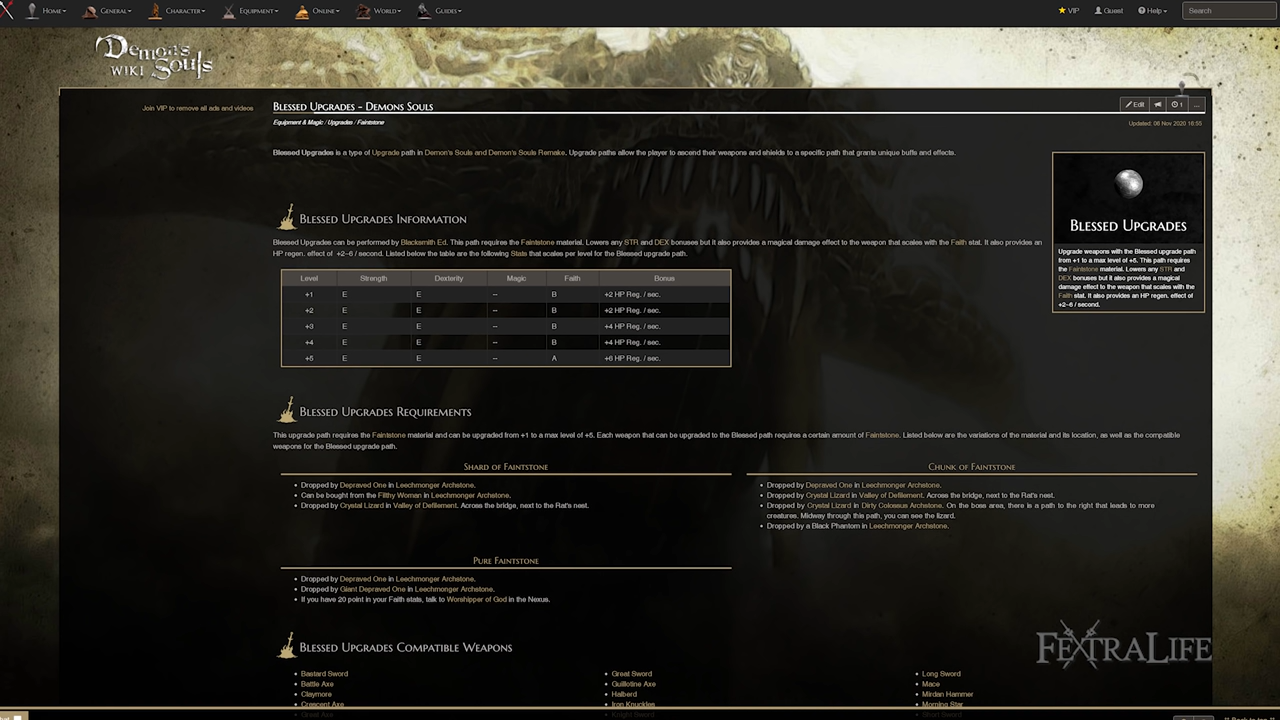 Home
General
Character
Equipment
Online
World
Guides
VIP
Guest
Help
Search
Demon's Souls
WIKI
Join VIP to remove all ads and videos
Blessed Upgrades - Demons Souls
Edit
1
...
Equipment & Magic / Upgrades / Faintstone
Updated: 06 Nov 2020 16:55
Blessed Upgrades is a type of Upgrade path in Demon's Souls and Demon's Souls Remake. Upgrade paths allow the player to ascend their weapons and shields to a specific path that grants unique buffs and effects.
Blessed Upgrades
Upgrade weapons with the Blessed upgrade path
from +1 to a max level of +5. This path requires
the Faintstone material. Lowers any STR and
DEX bonuses but it also provides a magical
damage effect to the weapon that scales with the
Faith stat. It also provides an HP regen. effect of
+2~6 / second.
Blessed Upgrades Information
Blessed Upgrades can be performed by Blacksmith Ed. This path requires the Faintstone material. Lowers any STR and DEX bonuses but it also provides a magical damage effect to the weapon that scales with the Faith stat. It also provides an
HP regen. effect of +2~6 / second. Listed below the table are the following Stats that scales per level for the Blessed upgrade path.
Level Strength Dexterity Magic Faith Bonus
+1 E E -- B +2 HP Reg. / sec.
+2 E E -- B +2 HP Reg. / sec.
+3 E E -- B +4 HP Reg. / sec.
+4 E E -- B +4 HP Reg. / sec.
+5 E E -- A +6 HP Reg. / sec.
Blessed Upgrades Requirements
This upgrade path requires the Faintstone material and can be upgraded from +1 to a max level of +5. Each weapon that can be upgraded to the Blessed path requires a certain amount of Faintstone. Listed below are the variations of the material and its location, as well as the compatible
weapons for the Blessed upgrade path.
Shard of Faintstone
Dropped by Depraved One in Leechmonger Archstone.
Can be bought from the Filthy Woman in Leechmonger Archstone.
Dropped by Crystal Lizard in Valley of Defilement. Across the bridge, next to the Rat's nest.
Chunk of Faintstone
Dropped by Depraved One in Leechmonger Archstone.
Dropped by Crystal Lizard in Valley of Defilement. Across the bridge, next to the Rat's nest.
Dropped by Crystal Lizard in Dirty Colossus Archstone. On the boss area, there is a path to the right that leads to more
creatures. Midway through this path, you can see the lizard.
Dropped by a Black Phantom in Leechmonger Archstone.
Pure Faintstone
Dropped by Depraved One in Leechmonger Archstone.
Dropped by Giant Depraved One in Leechmonger Archstone.
If you have 20 point in your Faith stats, talk to Worshipper of God in the Nexus.
Blessed Upgrades Compatible Weapons
Bastard Sword
Battle Axe
Claymore
Crescent Axe
Great Axe
Great Sword
Guillotine Axe
Halberd
Iron Knuckles
Knight Sword
Long Sword
Mace
Mirdan Hammer
Morning Star
Short Sword
FextraLife